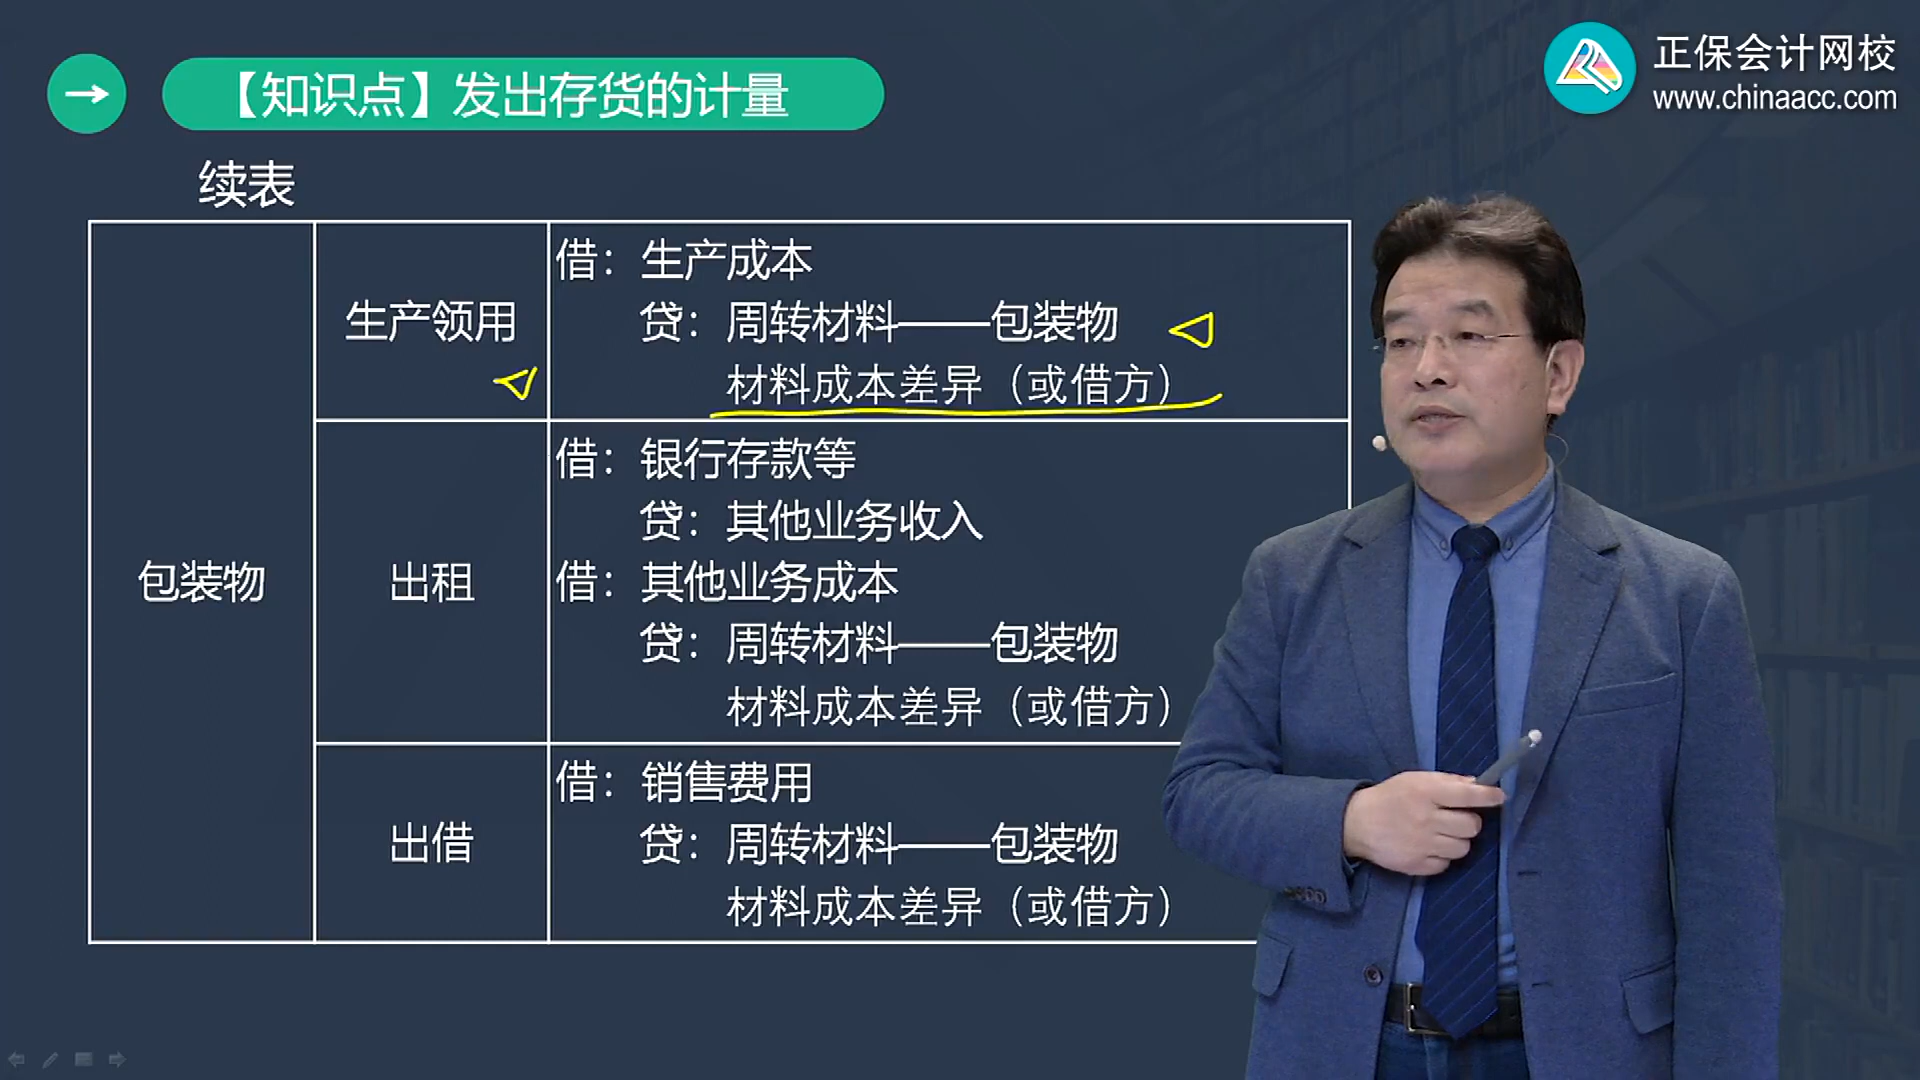 正保会计网校
www.chinaacc.com
【知识点】发出存货的计量
续表
包装物
生产领用
借：生产成本
贷：周转材料——包装物
材料成本差异（或借方）
出租
借：银行存款等
贷：其他业务收入
借：其他业务成本
贷：周转材料——包装物
材料成本差异（或借方）
出借
借：销售费用
贷：周转材料——包装物
材料成本差异（或借方）